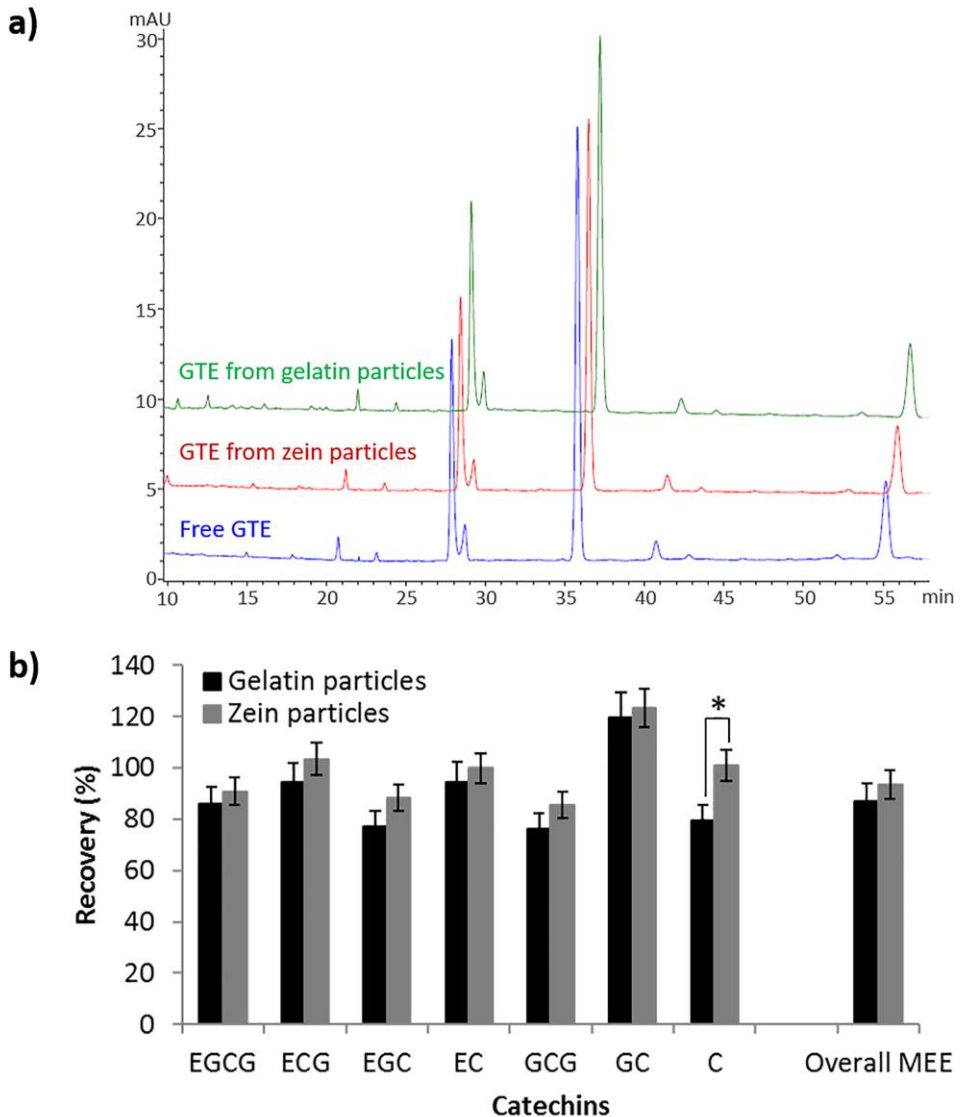 a)
mAU
30
25
20
15
10
5
0
GTE from gelatin particles
GTE from zein particles
Free GTE
10 15 20 25 30 35 40 45 50 55 min
b)
140
120
100
80
60
40
20
0
Recovery (%)
Gelatin particles
Zein particles
*
EGCG ECG EGC EC GCG GC C Overall MEE
Catechins